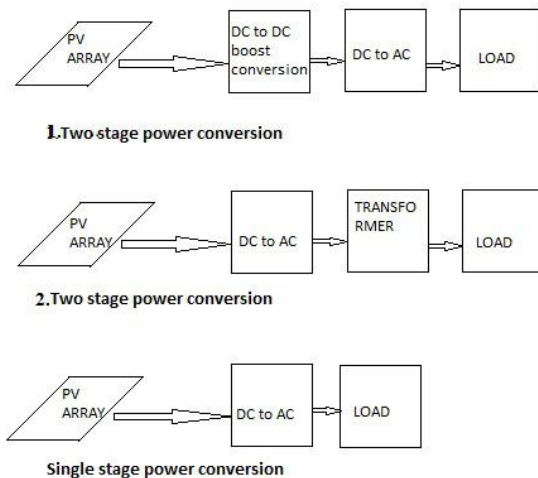 PV
ARRAY
DC to DC
boost
conversion
DC to AC
LOAD
1.Two stage power conversion
PV
ARRAY
DC to AC
TRANSFO
RMER
LOAD
2.Two stage power conversion
PV
ARRAY
DC to AC
LOAD
Single stage power conversion